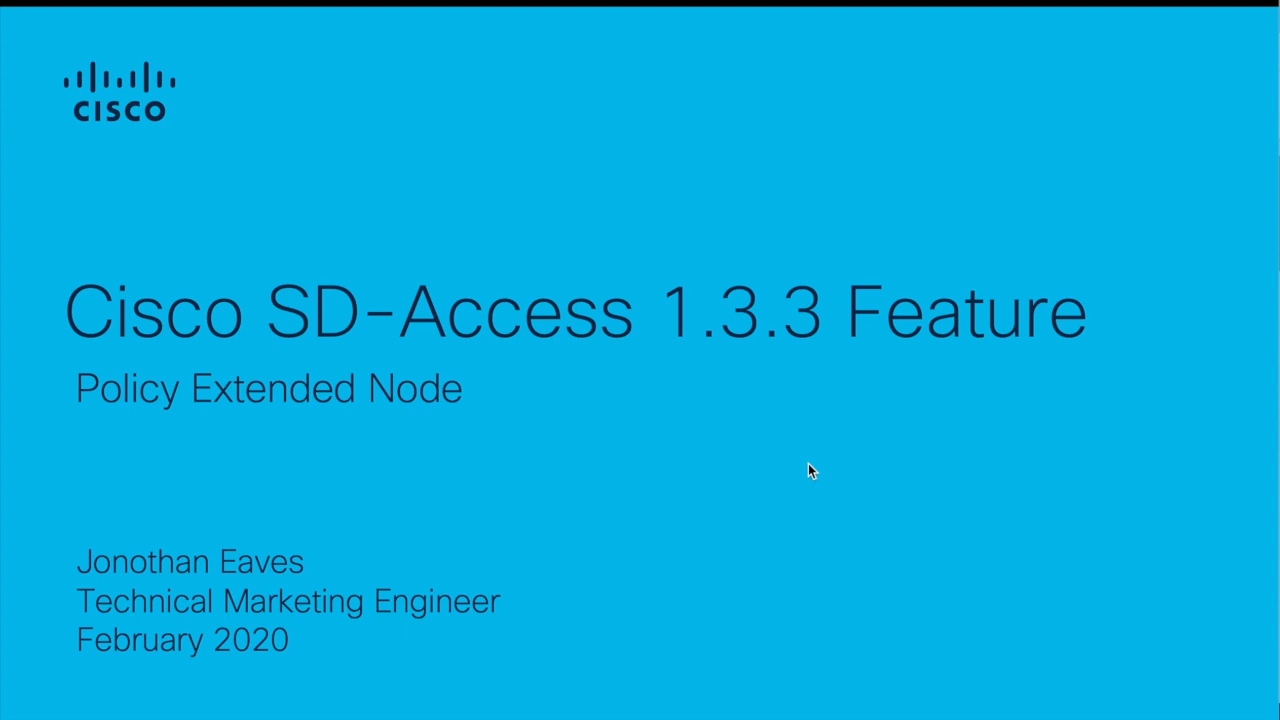 CISCO
Cisco SD-Access 1.3.3 Feature
Policy Extended Node
Jonothan Eaves
Technical Marketing Engineer
February 2020